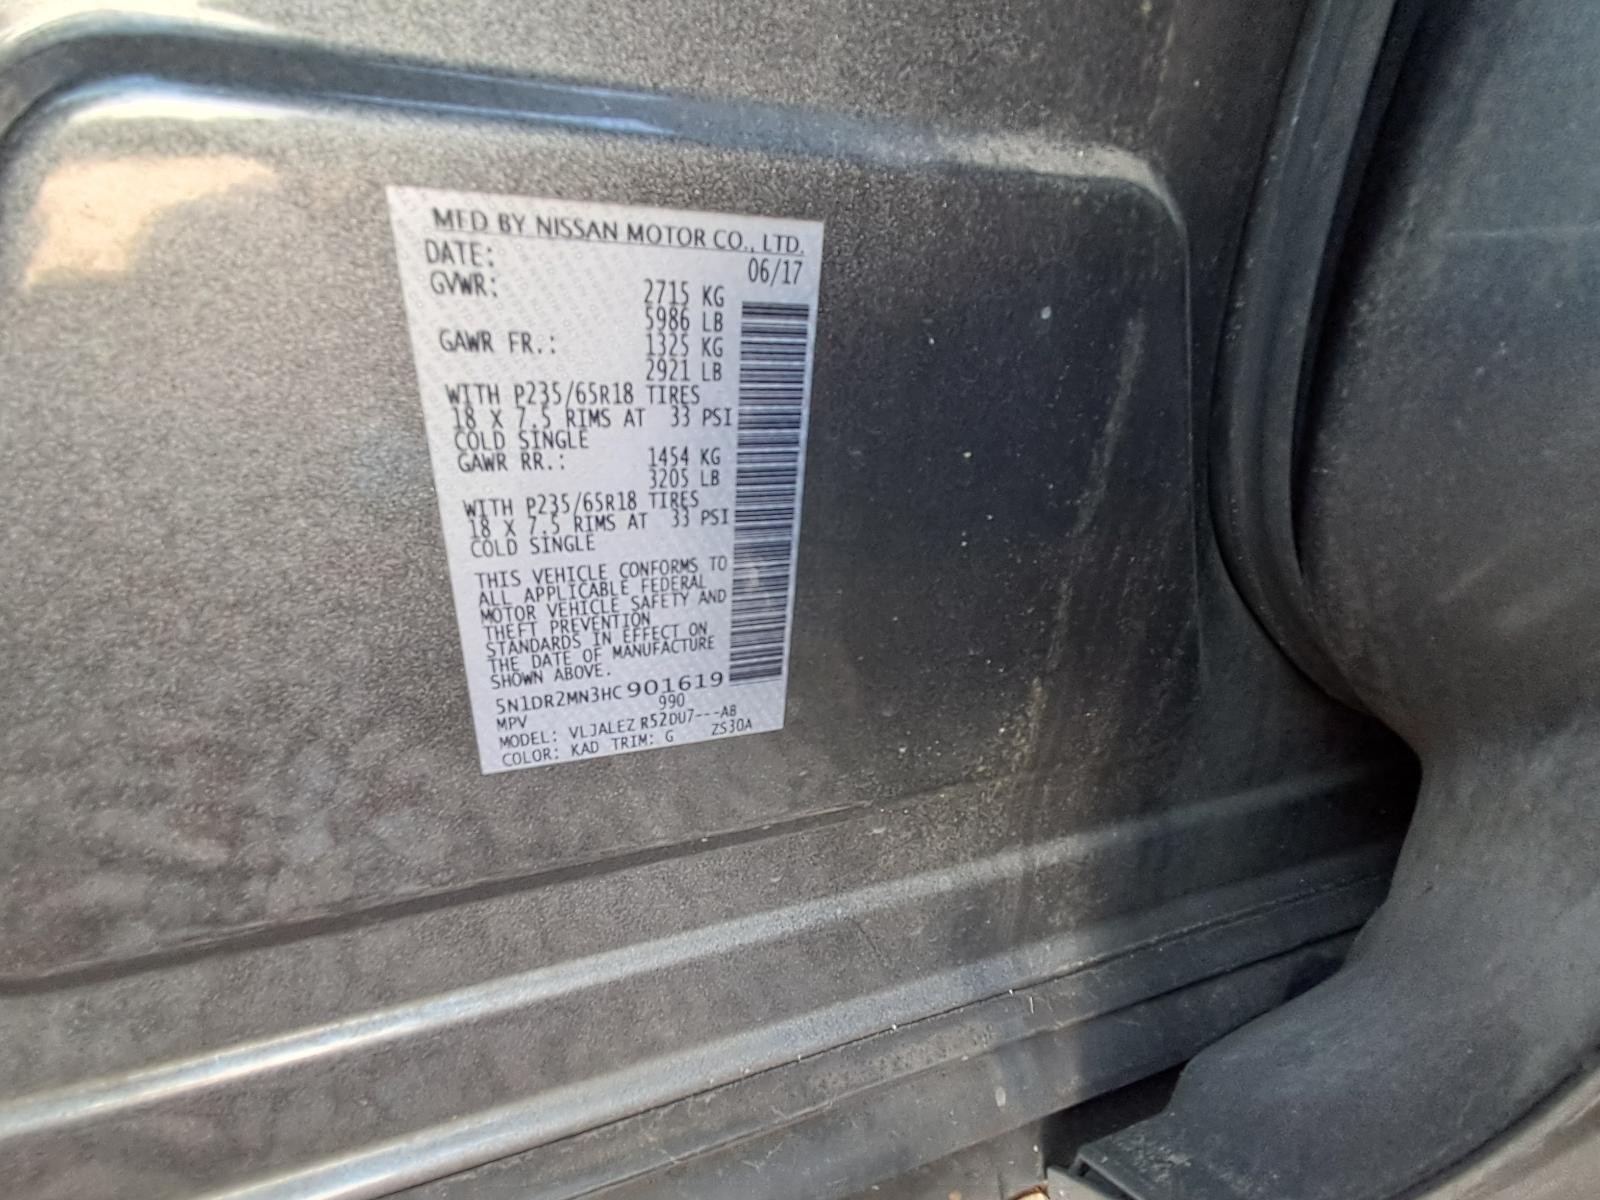 MFD BY NISSAN MOTOR CO., LTD.
DATE: 06/17
GVWR: 2715 KG
5986 LB
GAWR FR.: 1325 KG
2921 LB
WITH P235/65R18 TIRES
18 X 7.5 RIMS AT 33 PSI
COLD SINGLE
GAWR RR.: 1454 KG
3205 LB
WITH P235/65R18 TIRES
18 X 7.5 RIMS AT 33 PSI
COLD SINGLE
THIS VEHICLE CONFORMS TO
ALL APPLICABLE FEDERAL
MOTOR VEHICLE SAFETY AND
THEFT PREVENTION
STANDARDS IN EFFECT ON
THE DATE OF MANUFACTURE
SHOWN ABOVE.
5N1DR2MN3HC901619
MPV 990
MODEL: VLJALEZ R52DU7---AB
COLOR: KAD TRIM: G ZS30A